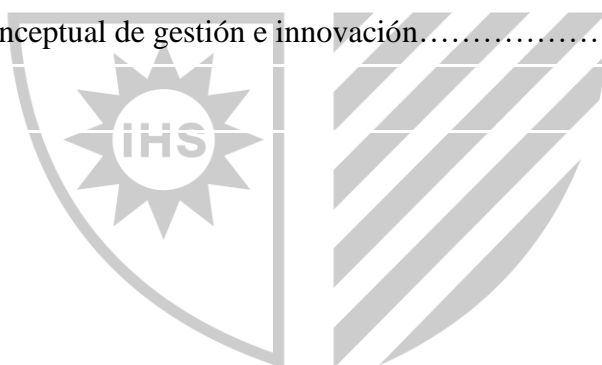 nceptual de gestión e innovación………………
IHS